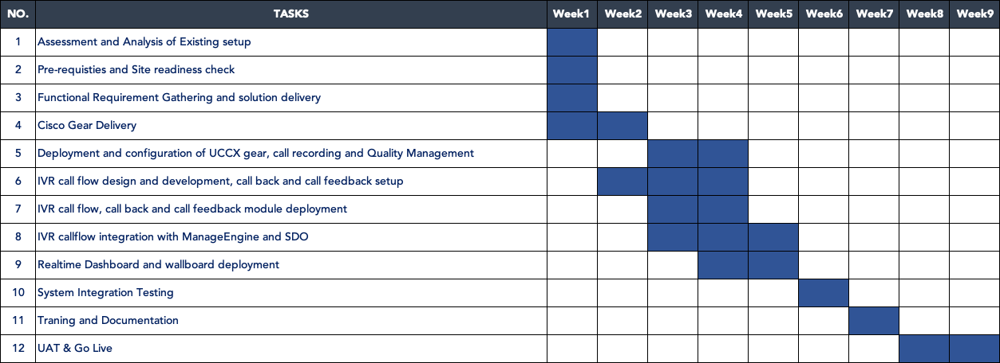 NO. TASKS Week1 Week2 Week3 Week4 Week5 Week6 Week7 Week8 Week9
1 Assessment and Analysis of Existing setup
2 Pre-requisties and Site readiness check
3 Functional Requirement Gathering and solution delivery
4 Cisco Gear Delivery
5 Deployment and configuration of UCCX gear, call recording and Quality Management
6 IVR call flow design and development, call back and call feedback setup
7 IVR call flow, call back and call feedback module deployment
8 IVR callflow integration with ManageEngine and SDO
9 Realtime Dashboard and wallboard deployment
10 System Integration Testing
11 Traning and Documentation
12 UAT & Go Live